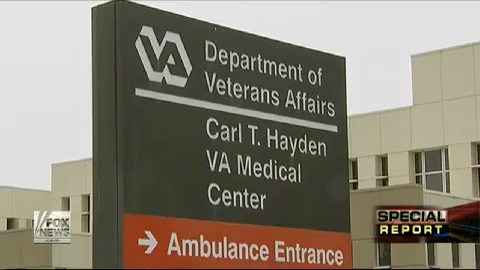 VA
Department of
Veterans Affairs
Carl T. Hayden
VA Medical
Center
→ Ambulance Entrance
FOX
NEWS
SPECIAL
REPORT